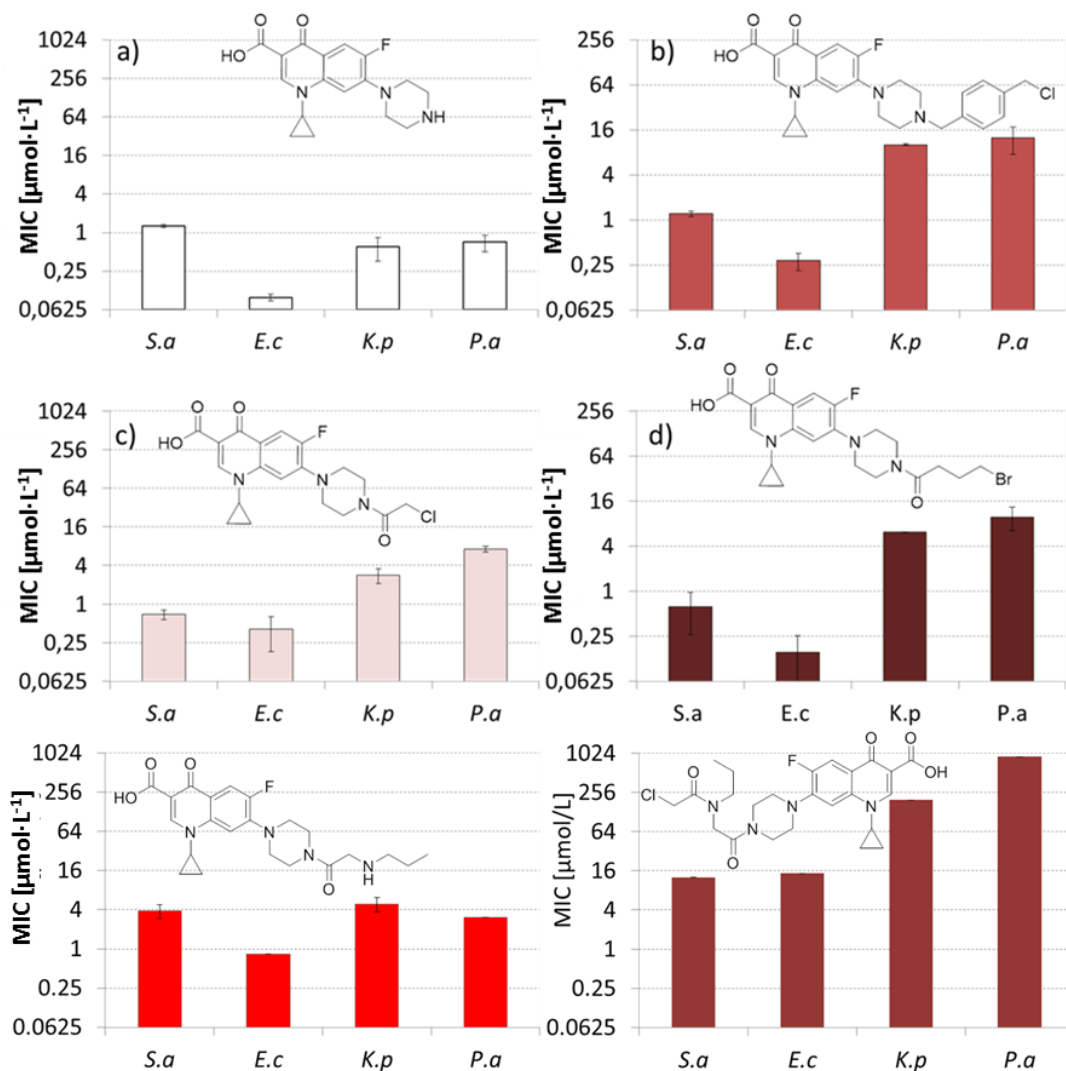 a)
1024
256
64
16
4
1
0,25
0,0625
MIC [µmol·L⁻¹]
S.a E.c K.p P.a
O O
HO F
N N
NH
b)
256
64
16
4
1
0,25
0,0625
MIC [µmol·L⁻¹]
S.a E.c K.p P.a
O O
HO F
N N
N Cl
c)
1024
256
64
16
4
1
0,25
0,0625
MIC [µmol·L⁻¹]
S.a E.c K.p P.a
O O
HO F
N N
N Cl
O
d)
256
64
16
4
1
0,25
0,0625
MIC [µmol·L⁻¹]
S.a E.c K.p P.a
O O
HO F
N N
N Br
O
1024
256
64
16
4
1
0.25
0.0625
MIC [µmol·L⁻¹]
S.a E.c K.p P.a
O O
HO F
N N
N N
O H
1024
256
64
16
4
1
0.25
0.0625
MIC [µmol/L]
S.a E.c K.p P.a
O O
O F OH
Cl N N N
N
O